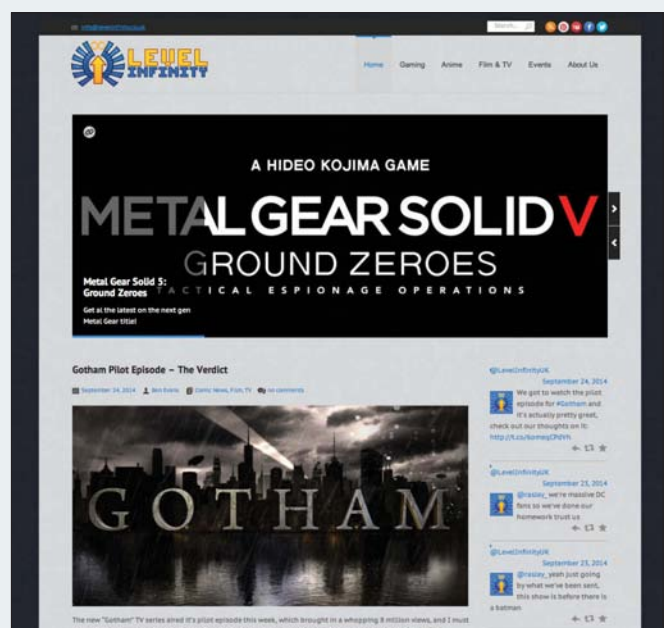 Search...
LEVEL
INFINITY
Home Gaming Anime Film & TV Events About Us
A HIDEO KOJIMA GAME
METAL GEAR SOLID V
GROUND ZEROES
TACTICAL ESPIONAGE OPERATIONS
Metal Gear Solid 5:
Ground Zeroes
Get al the latest on the next gen
Metal Gear title!
Gotham Pilot Episode – The Verdict
September 24, 2014 Ben Evans Comic News, Film, TV no comments
GOTHAM
The new "Gotham" TV series aired it's pilot episode this week, which brought in a whopping 8 million views, and I must
@LevelInfinityUK
September 24, 2014
We got to watch the pilot
episode for #Gotham and
it's actually pretty great,
check out our thoughts on it:
@LevelInfinityUK
September 23, 2014
we're massive DC
fans so we've done our
homework trust us
@LevelInfinityUK
September 23, 2014
yeah just going
by what we've been sent,
this show is before there is
a batman